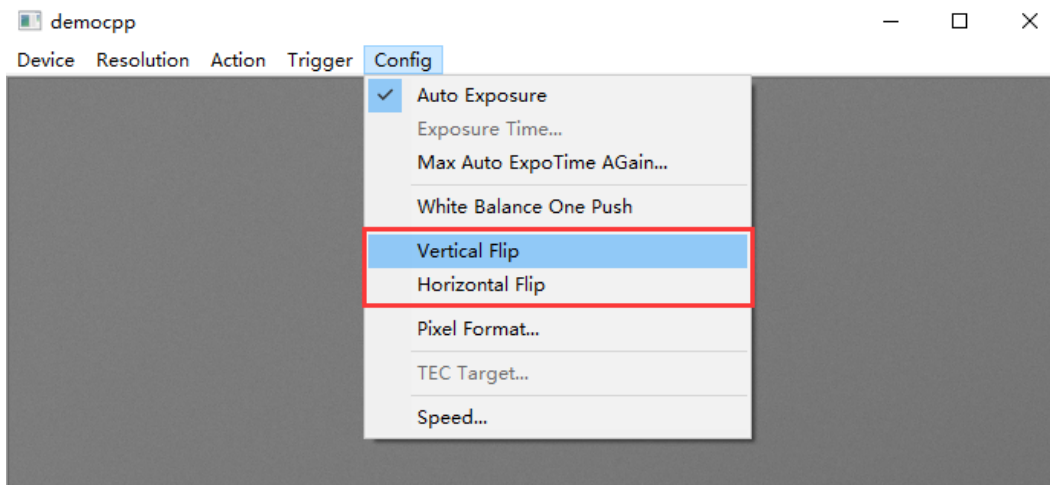 democpp
Device Resolution Action Trigger Config
Auto Exposure
Exposure Time...
Max Auto ExpoTime AGain...
White Balance One Push
Vertical Flip
Horizontal Flip
Pixel Format...
TEC Target...
Speed...